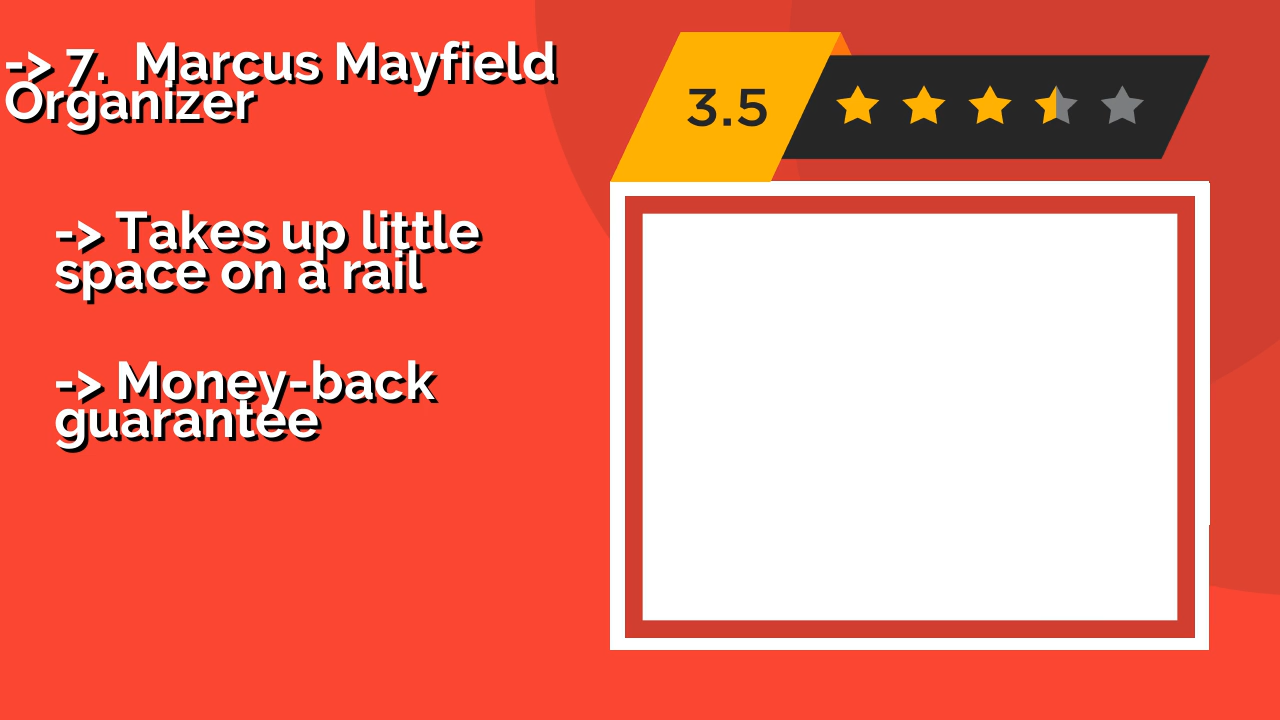 -> 7.  Marcus Mayfield
Organizer
3.5
-> Takes up little
space on a rail
-> Money-back
guarantee